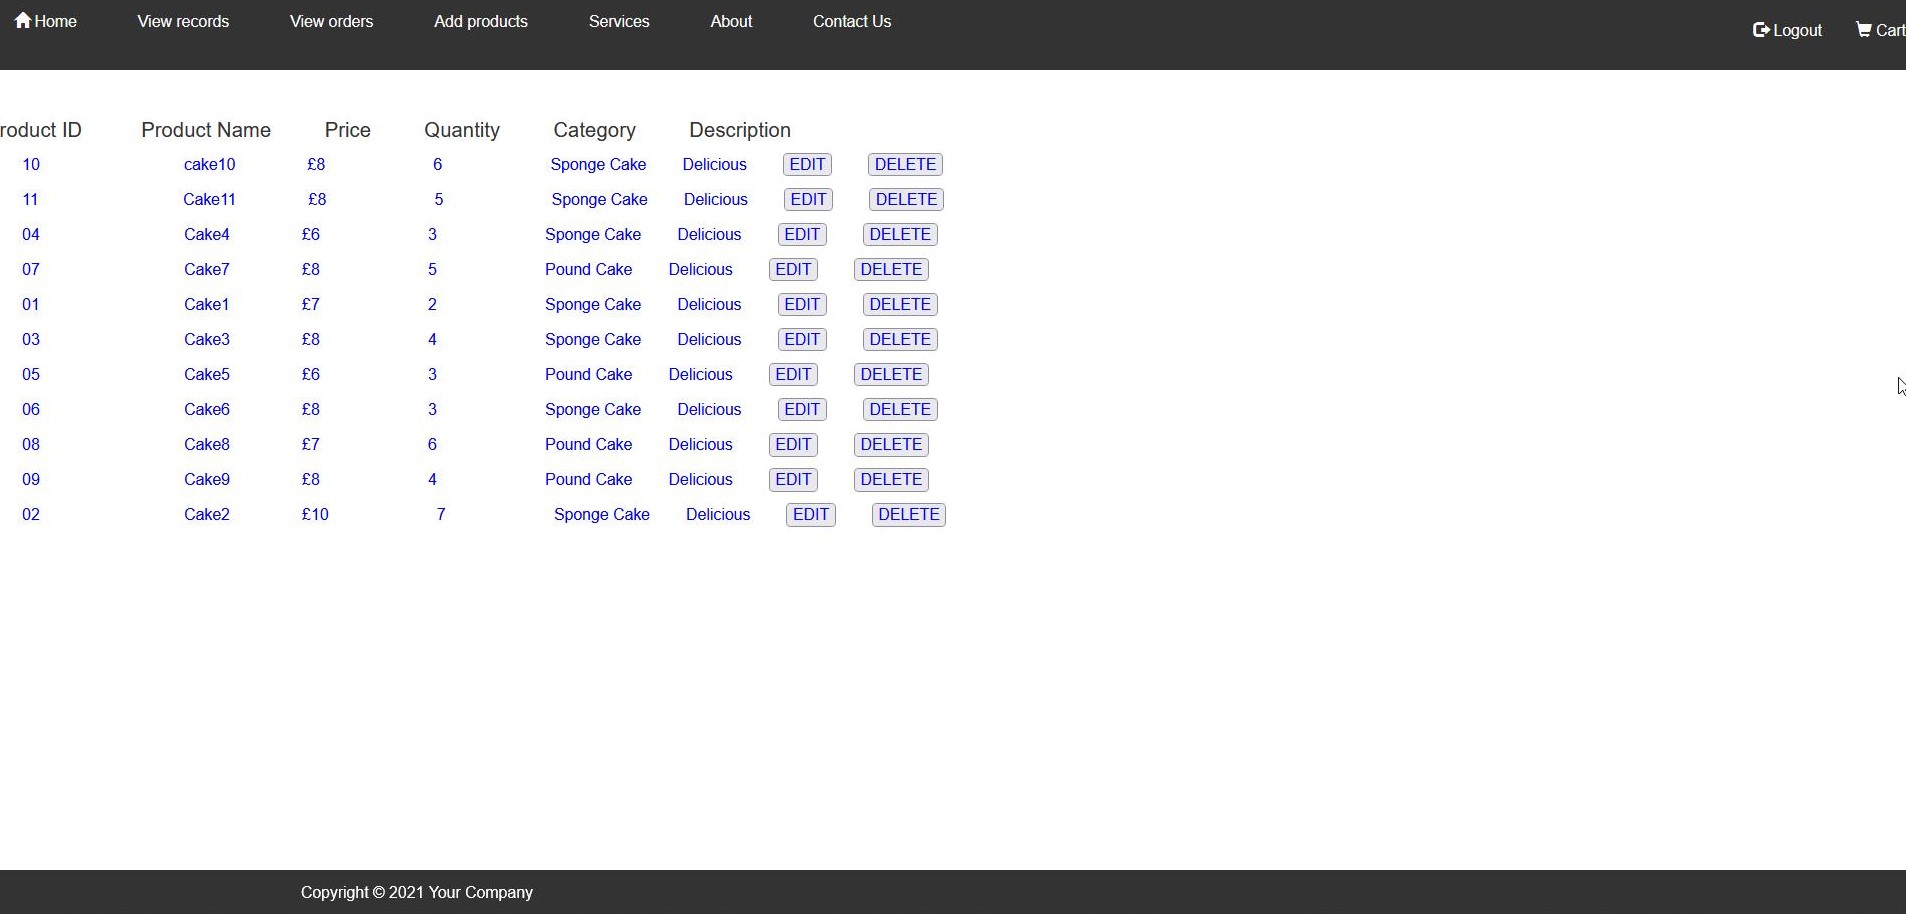 Home View records View orders Add products Services About Contact Us Logout Cart
roduct ID Product Name Price Quantity Category Description
10 cake10 £8 6 Sponge Cake Delicious EDIT DELETE
11 Cake11 £8 5 Sponge Cake Delicious EDIT DELETE
04 Cake4 £6 3 Sponge Cake Delicious EDIT DELETE
07 Cake7 £8 5 Pound Cake Delicious EDIT DELETE
01 Cake1 £7 2 Sponge Cake Delicious EDIT DELETE
03 Cake3 £8 4 Sponge Cake Delicious EDIT DELETE
05 Cake5 £6 3 Pound Cake Delicious EDIT DELETE
06 Cake6 £8 3 Sponge Cake Delicious EDIT DELETE
08 Cake8 £7 6 Pound Cake Delicious EDIT DELETE
09 Cake9 £8 4 Pound Cake Delicious EDIT DELETE
02 Cake2 £10 7 Sponge Cake Delicious EDIT DELETE
Copyright © 2021 Your Company